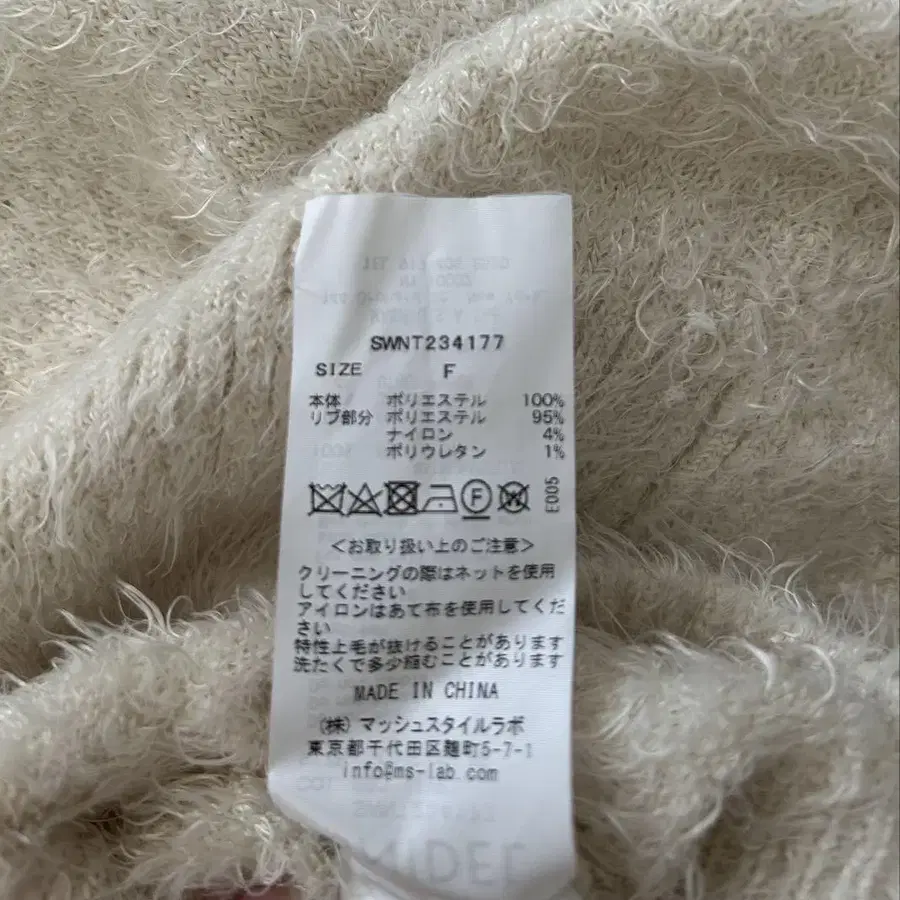 SWNT234177
SIZE F
本体 ポリエステル 100%
リブ部分 ポリエステル 95%
ナイロン 4%
ポリウレタン 1%
F
E005
<お取り扱い上のご注意>
クリーニングの際はネットを使用
してください
アイロンはあて布を使用してくだ
さい
特性上毛が抜けることがあります
洗たくで多少縮むことがあります
MADE IN CHINA
(株)マッシュスタイルラボ
東京都千代田区麹町5-7-1
info@ms-lab.com